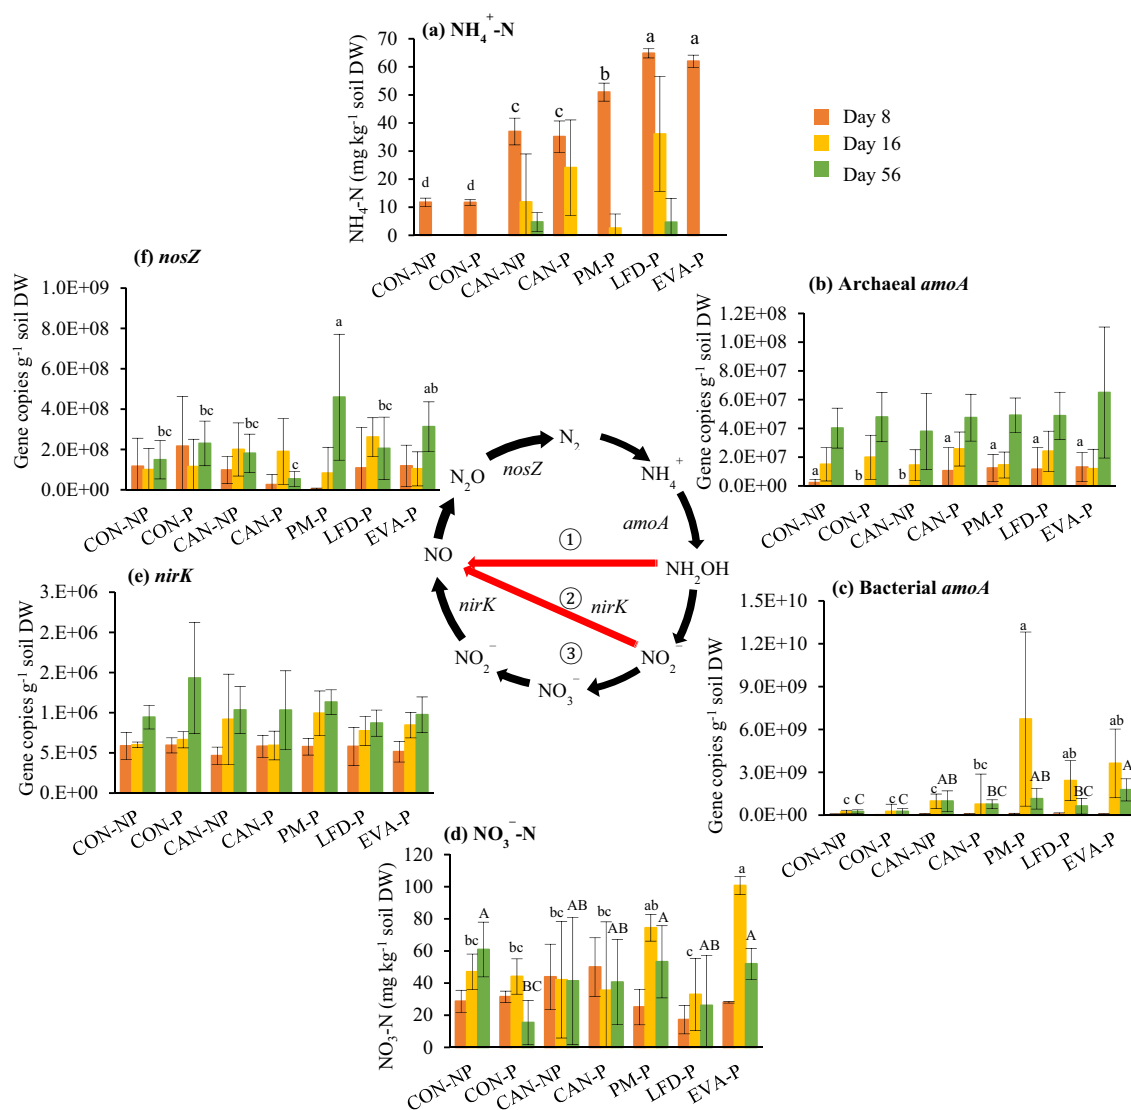 (a) NH₄⁺-N
NH₄-N (mg kg⁻¹ soil DW)
70
60
50
40
30
20
10
0
d
d
c
c
b
a
a
CON-NP
CON-P
CAN-NP
CAN-P
PM-P
LFD-P
EVA-P
Day 8
Day 16
Day 56
(f) nosZ
Gene copies g⁻¹ soil DW
1.0E+09
8.0E+08
6.0E+08
4.0E+08
2.0E+08
0.0E+00
bc
bc
bc
c
a
bc
ab
CON-NP
CON-P
CAN-NP
CAN-P
PM-P
LFD-P
EVA-P
(b) Archaeal amoA
Gene copies g⁻¹ soil DW
1.2E+08
1.0E+08
8.0E+07
6.0E+07
4.0E+07
2.0E+07
0.0E+00
a
b
b
a
a
a
a
CON-NP
CON-P
CAN-NP
CAN-P
PM-P
LFD-P
EVA-P
N₂
nosZ
N₂O
NH₄⁺
amoA
NO
①
NH₂OH
②
nirK
nirK
NO₂⁻
③
NO₂⁻
NO₃⁻
(e) nirK
Gene copies g⁻¹ soil DW
3.E+06
2.E+06
2.E+06
1.E+06
5.E+05
0.E+00
CON-NP
CON-P
CAN-NP
CAN-P
PM-P
LFD-P
EVA-P
(c) Bacterial amoA
Gene copies g⁻¹ soil DW
1.5E+10
1.2E+10
9.0E+09
6.0E+09
3.0E+09
0.0E+00
c C
c C
c AB
bc BC
a AB
ab BC
ab A
CON-NP
CON-P
CAN-NP
CAN-P
PM-P
LFD-P
EVA-P
(d) NO₃⁻-N
NO₃-N (mg kg⁻¹ soil DW)
120
100
80
60
40
20
0
bc A
bc BC
bc AB
bc AB
ab A
c AB
a A
CON-NP
CON-P
CAN-NP
CAN-P
PM-P
LFD-P
EVA-P